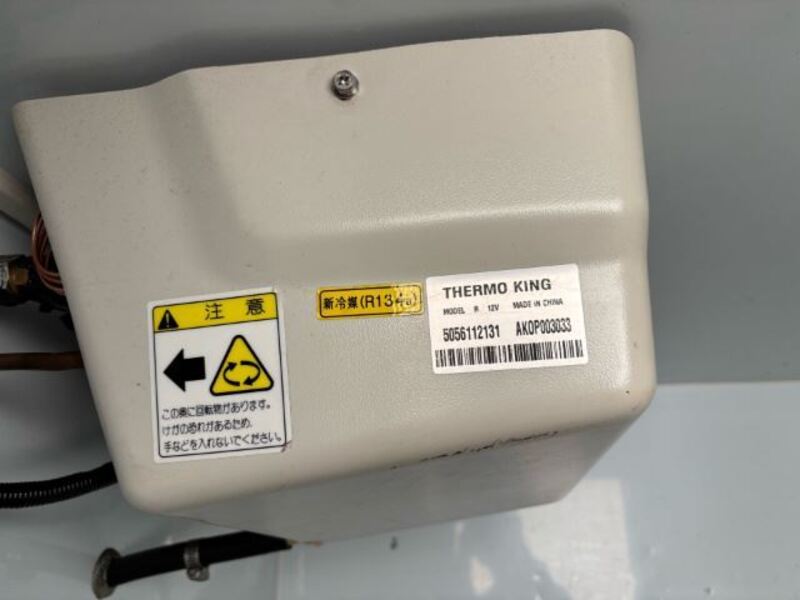 新冷媒(R134a)
THERMO KING
MODEL R 12V MADE IN CHINA
5056112131 AK0P003033
注意
この奥に回転物があります。
けがの恐れがあるため、
手などを入れないでください。